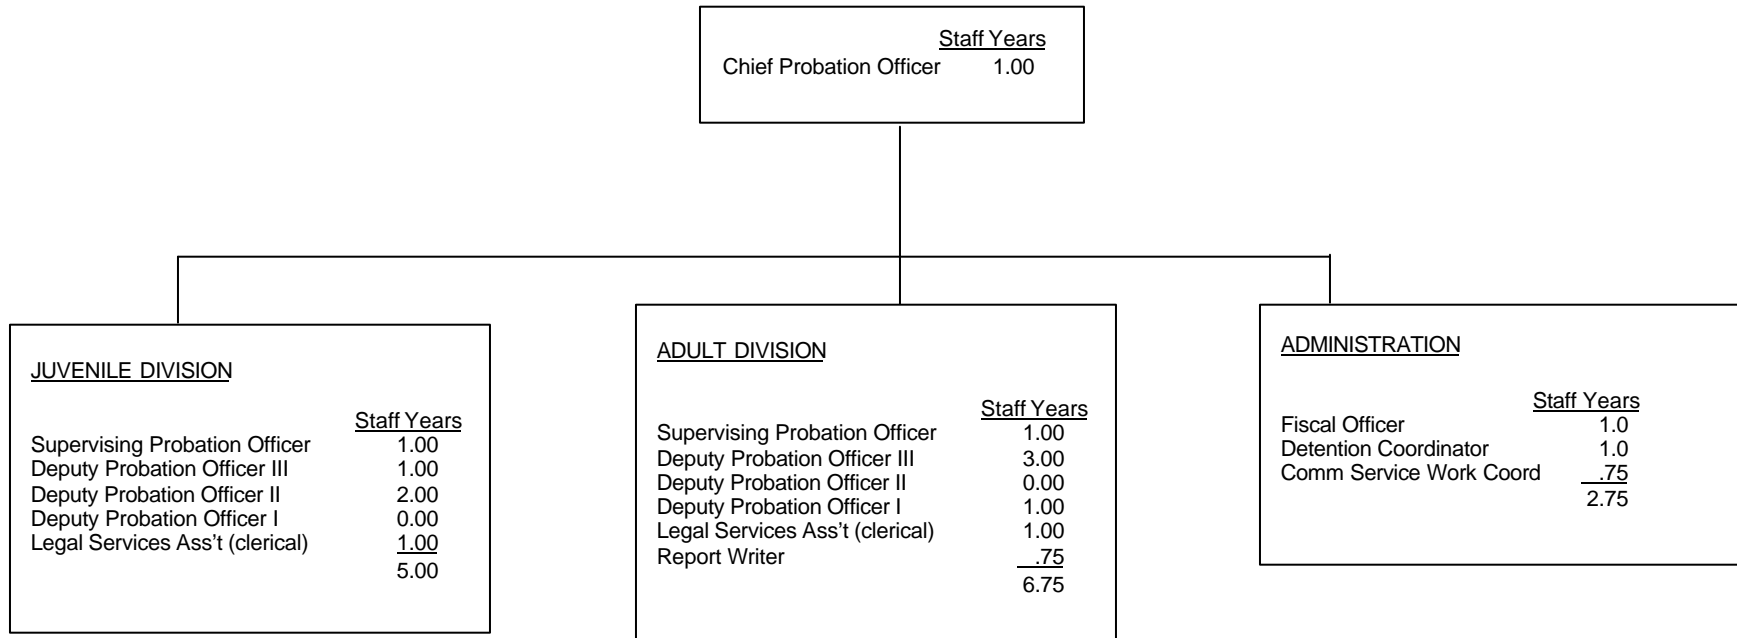 Staff Years
Chief Probation Officer 1.00
JUVENILE DIVISION
Staff Years
Supervising Probation Officer 1.00
Deputy Probation Officer III 1.00
Deputy Probation Officer II 2.00
Deputy Probation Officer I 0.00
Legal Services Ass't (clerical) 1.00
5.00
ADULT DIVISION
Staff Years
Supervising Probation Officer 1.00
Deputy Probation Officer III 3.00
Deputy Probation Officer II 0.00
Deputy Probation Officer I 1.00
Legal Services Ass't (clerical) 1.00
Report Writer .75
6.75
ADMINISTRATION
Staff Years
Fiscal Officer 1.0
Detention Coordinator 1.0
Comm Service Work Coord .75
2.75